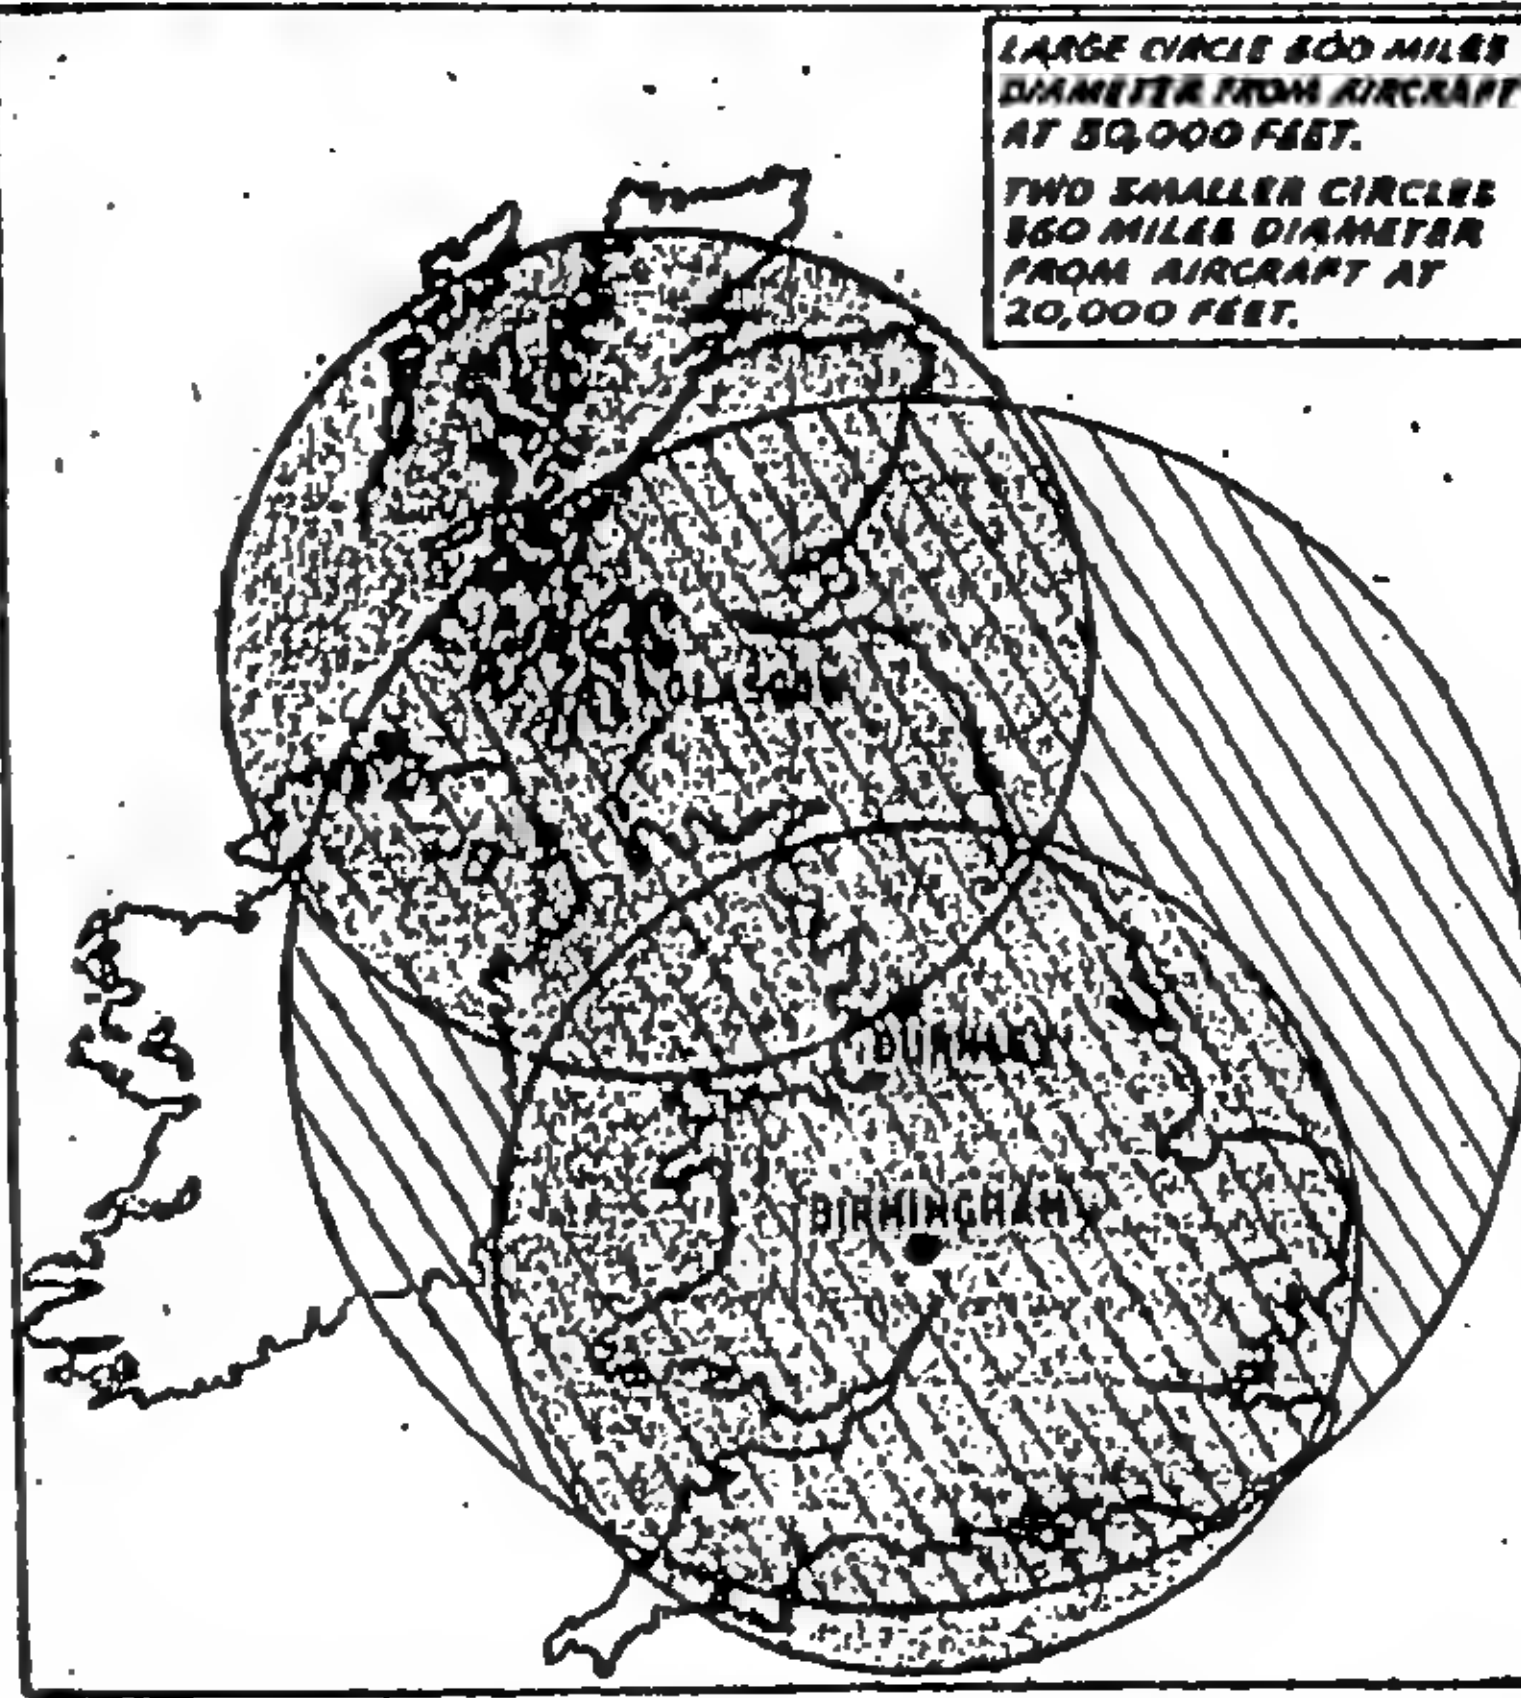 LARGE CIRCLE 500 MILES
DIAMETER FROM AIRCRAFT
AT 30,000 FEET.
TWO SMALLER CIRCLES
360 MILES DIAMETER
FROM AIRCRAFT AT
20,000 FEET.
BIRMINGHAM